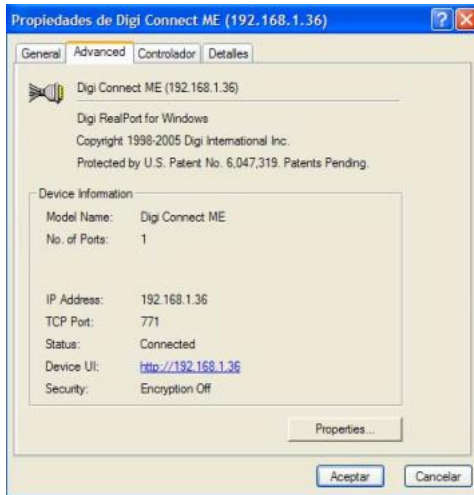 Propiedades de Digi Connect ME (192.168.1.36)
General Advanced Controlador Detalles
Digi Connect ME (192.168.1.36)
Digi RealPort for Windows
Copyright 1998-2005 Digi International Inc.
Protected by U.S. Patent No. 6,047,319. Patents Pending.
Device Information
Model Name: Digi Connect ME
No. of Ports: 1
IP Address: 192.168.1.36
TCP Port: 771
Status: Connected
Device UI: http://192.168.1.36
Security: Encryption Off
Properties...
Aceptar Cancelar